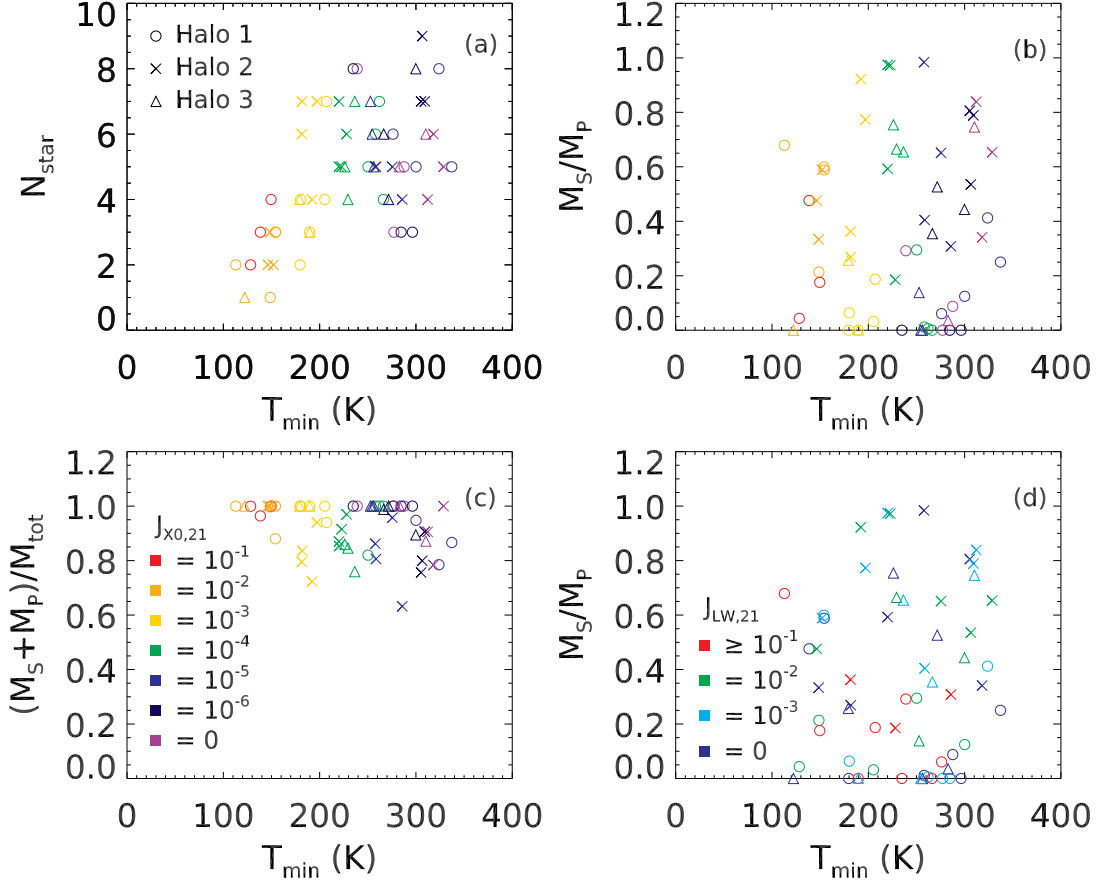 10
8
6
4
2
0
N_star
Halo 1
Halo 2
Halo 3
(a)
0 100 200 300 400
T_min (K)
1.2
1.0
0.8
0.6
0.4
0.2
0.0
M_S/M_P
(b)
0 100 200 300 400
T_min (K)
1.2
1.0
0.8
0.6
0.4
0.2
0.0
(M_S+M_P)/M_tot
(c)
J_X0,21
= 10^-1
= 10^-2
= 10^-3
= 10^-4
= 10^-5
= 10^-6
= 0
0 100 200 300 400
T_min (K)
1.2
1.0
0.8
0.6
0.4
0.2
0.0
M_S/M_P
(d)
J_LW,21
≥ 10^-1
= 10^-2
= 10^-3
= 0
0 100 200 300 400
T_min (K)